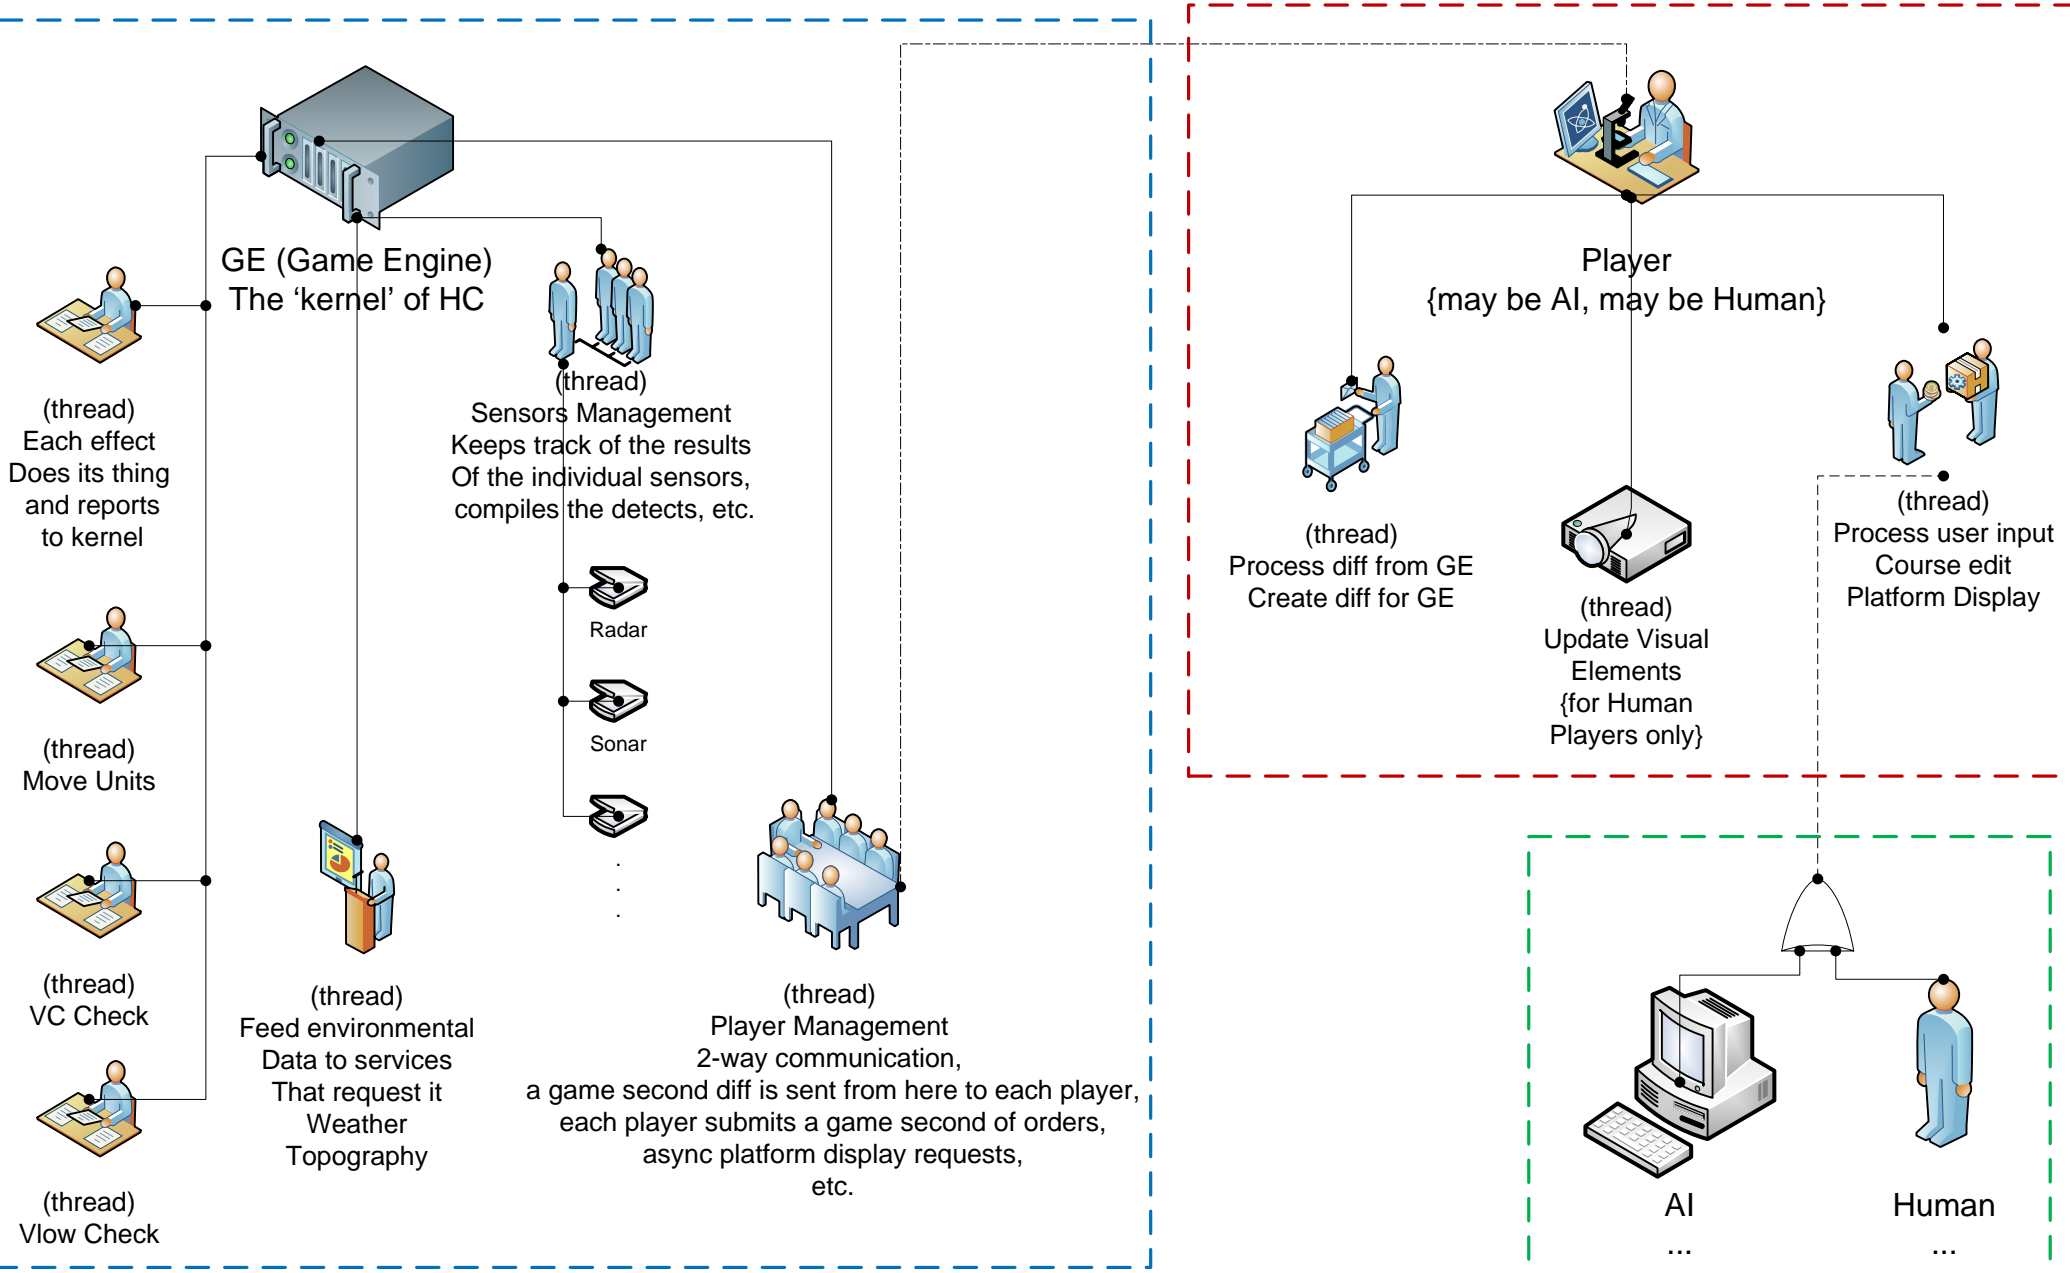 GE (Game Engine)
The ‘kernel’ of HC
(thread)
Each effect
Does its thing
and reports
to kernel
(thread)
Move Units
(thread)
VC Check
(thread)
Vlow Check
(thread)
Feed environmental
Data to services
That request it
Weather
Topography
(thread)
Sensors Management
Keeps track of the results
Of the individual sensors,
compiles the detects, etc.
Radar
Sonar
.
.
.
(thread)
Player Management
2-way communication,
a game second diff is sent from here to each player,
each player submits a game second of orders,
async platform display requests,
etc.
Player
{may be AI, may be Human}
(thread)
Process diff from GE
Create diff for GE
(thread)
Update Visual
Elements
{for Human
Players only}
(thread)
Process user input
Course edit
Platform Display
AI
...
Human
...